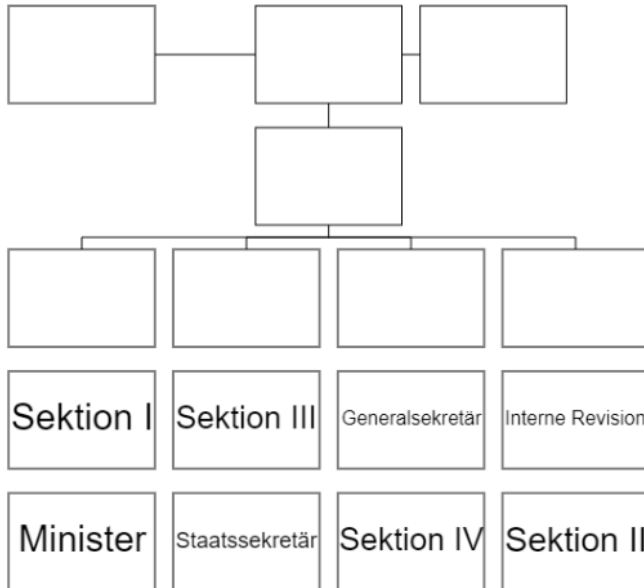 Sektion I
Sektion III
Generalsekretär
Interne Revision
Minister
Staatssekretär
Sektion IV
Sektion II